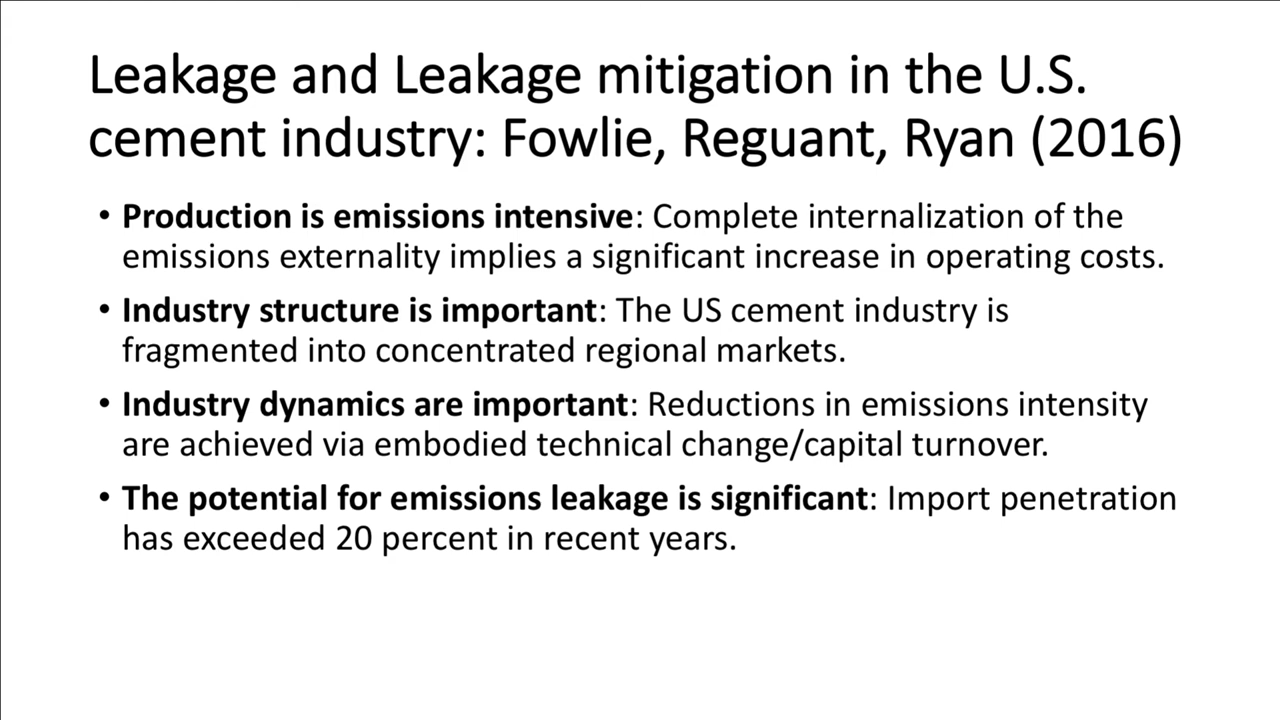 Leakage and Leakage mitigation in the U.S.
cement industry: Fowlie, Reguant, Ryan (2016)
• Production is emissions intensive: Complete internalization of the
emissions externality implies a significant increase in operating costs.
• Industry structure is important: The US cement industry is
fragmented into concentrated regional markets.
• Industry dynamics are important: Reductions in emissions intensity
are achieved via embodied technical change/capital turnover.
• The potential for emissions leakage is significant: Import penetration
has exceeded 20 percent in recent years.